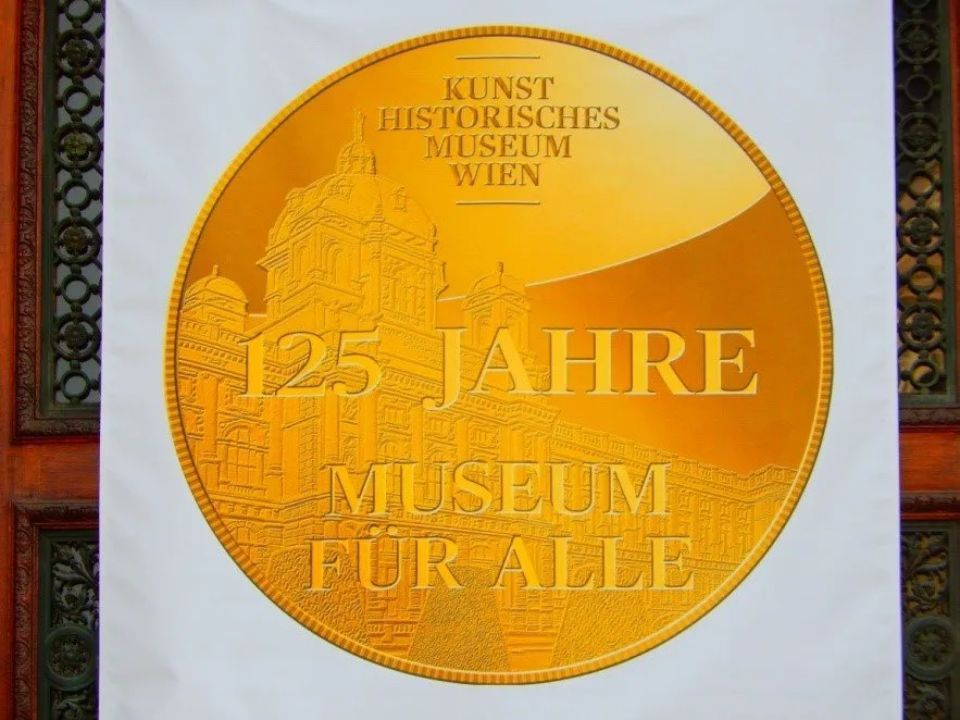 KUNST
HISTORISCHES
MUSEUM
WIEN
125 JAHRE
MUSEUM
FÜR ALLE